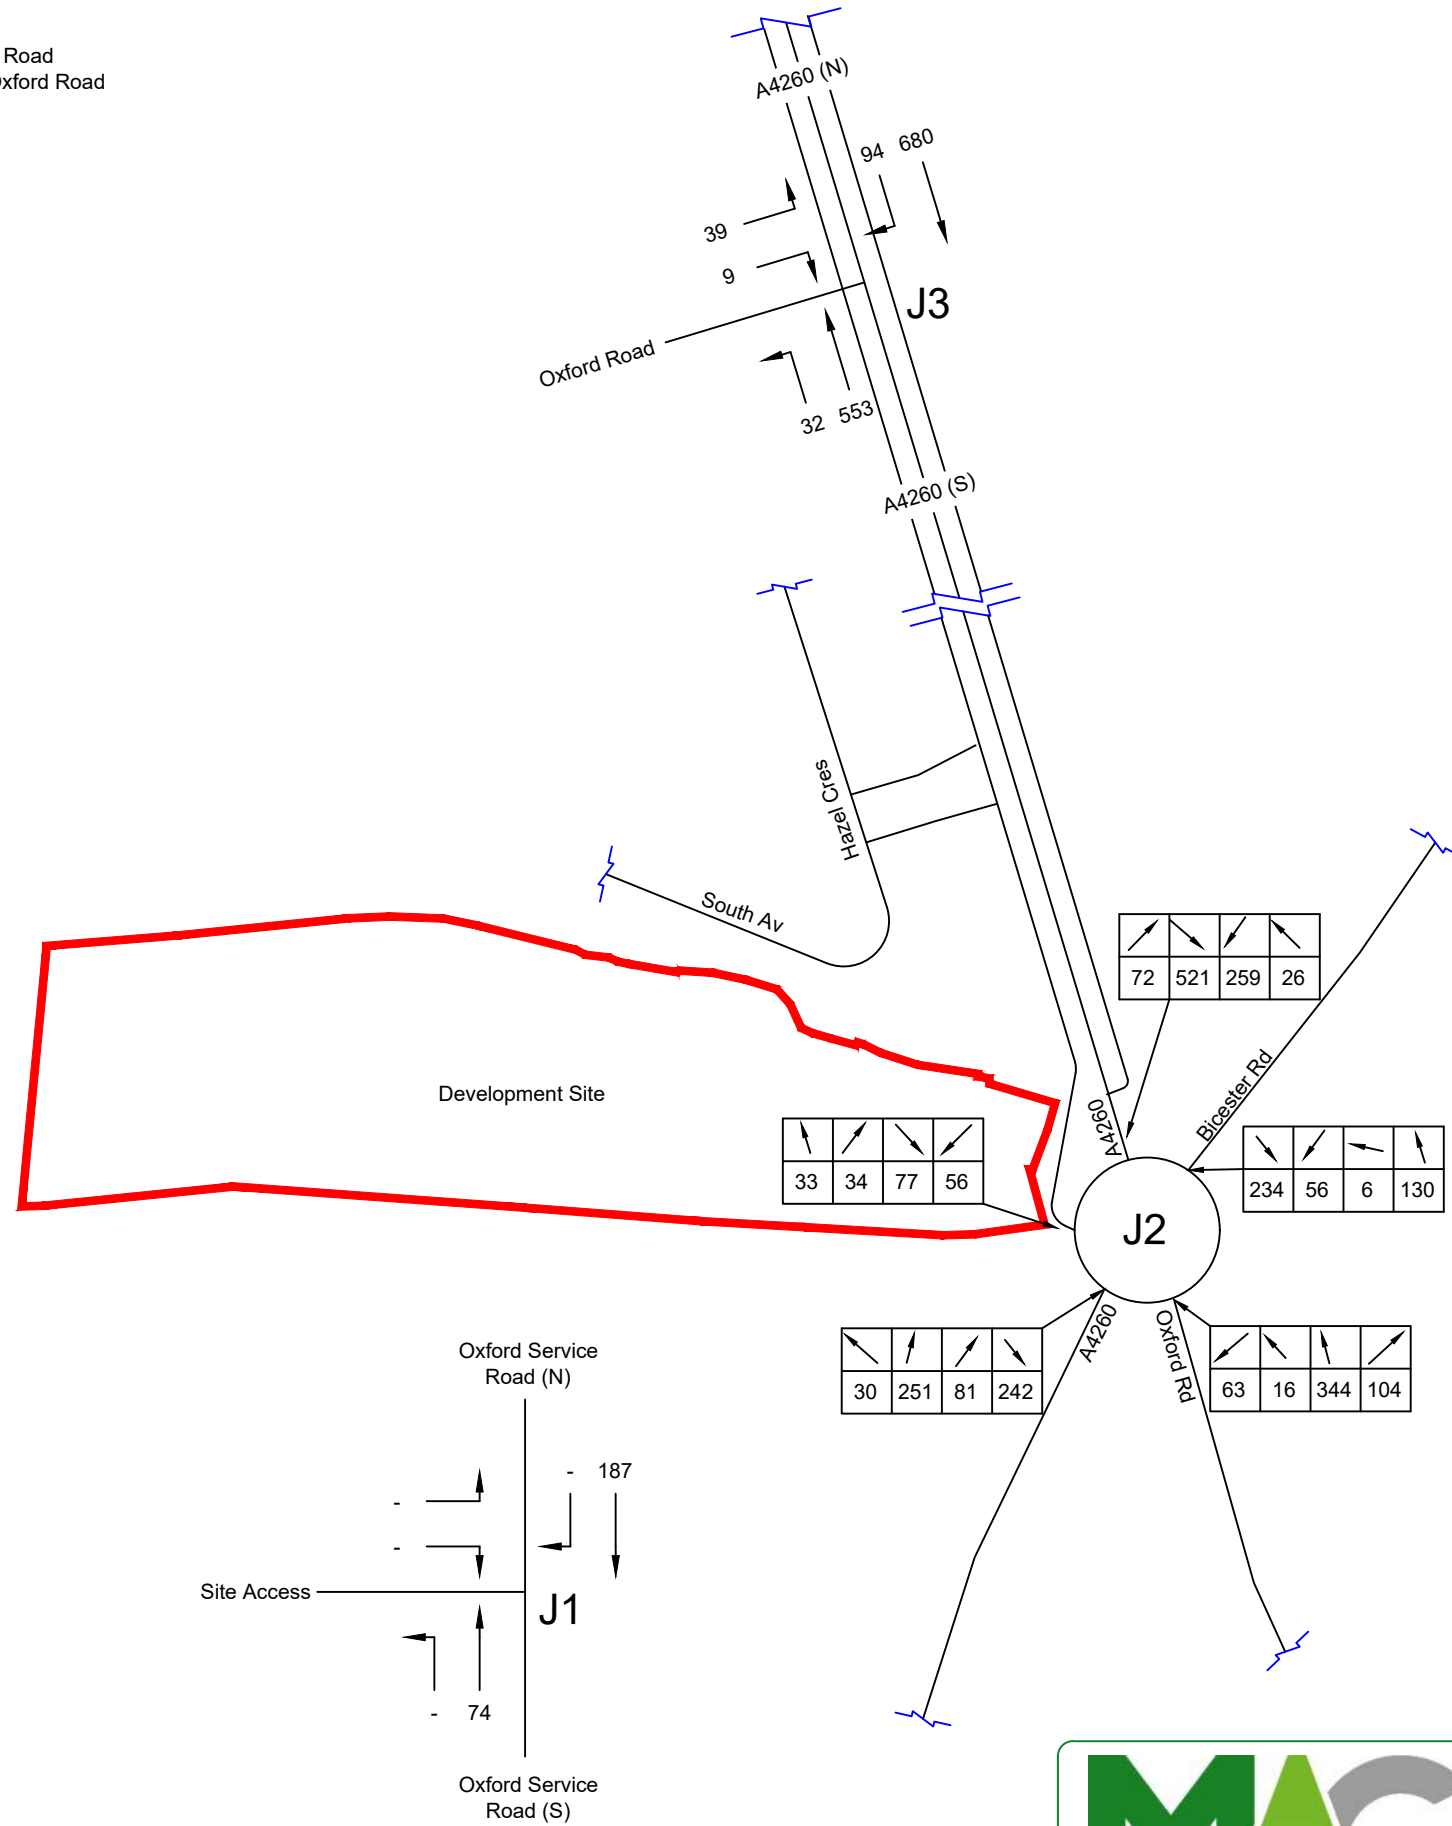 Road
Oxford Road
A4260 (N)
94 680
39
9
J3
Oxford Road
32 553
A4260 (S)
Hazel Cres
South Av
72 521 259 26
Development Site
Bicester Rd
A4260
33 34 77 56
234 56 6 130
J2
A4260
Oxford Rd
30 251 81 242
63 16 344 104
Oxford Service
Road (N)
- 187
-
-
Site Access
J1
- 74
Oxford Service
Road (S)
MAC